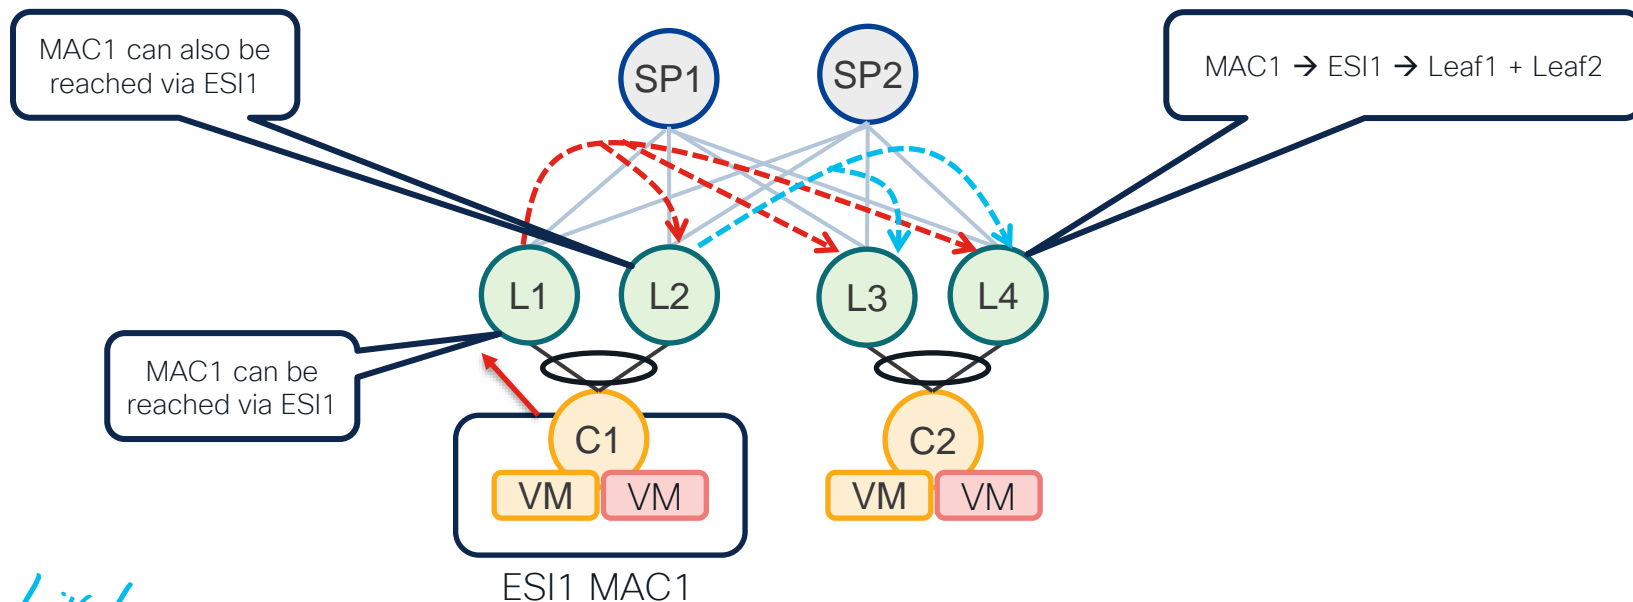 MAC1 can also be
reached via ESI1
SP1
SP2
MAC1 → ESI1 → Leaf1 + Leaf2
L1
L2
L3
L4
MAC1 can be
reached via ESI1
C1
C2
VM
VM
VM
VM
ESI1 MAC1